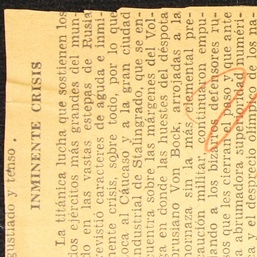 gustiado y tenso.
INMINENTE CRISIS
La titánica lucha que sostienen los
dos ejércitos más grandes del mun-
do en las vastas estepas de Rusia
revistió caracteres de aguda e inmi-
nente crisis, sobre todo, por lo que
toca al Cáucaso y a la gran ciudad
industrial de Stalingrado que se en-
cuentra sobre las márgenes del Vol-
ga en donde las huestes del déspota
prusiano Von Bock, arrojadas a la
hornaza sin la más elemental pre-
caución militar, continuaron empu-
a los bizarros defensores ru-
sos que les cierran el paso y que ante
la abrumadora superioridad numéri-
ca y el desprecio olímpico de los na-